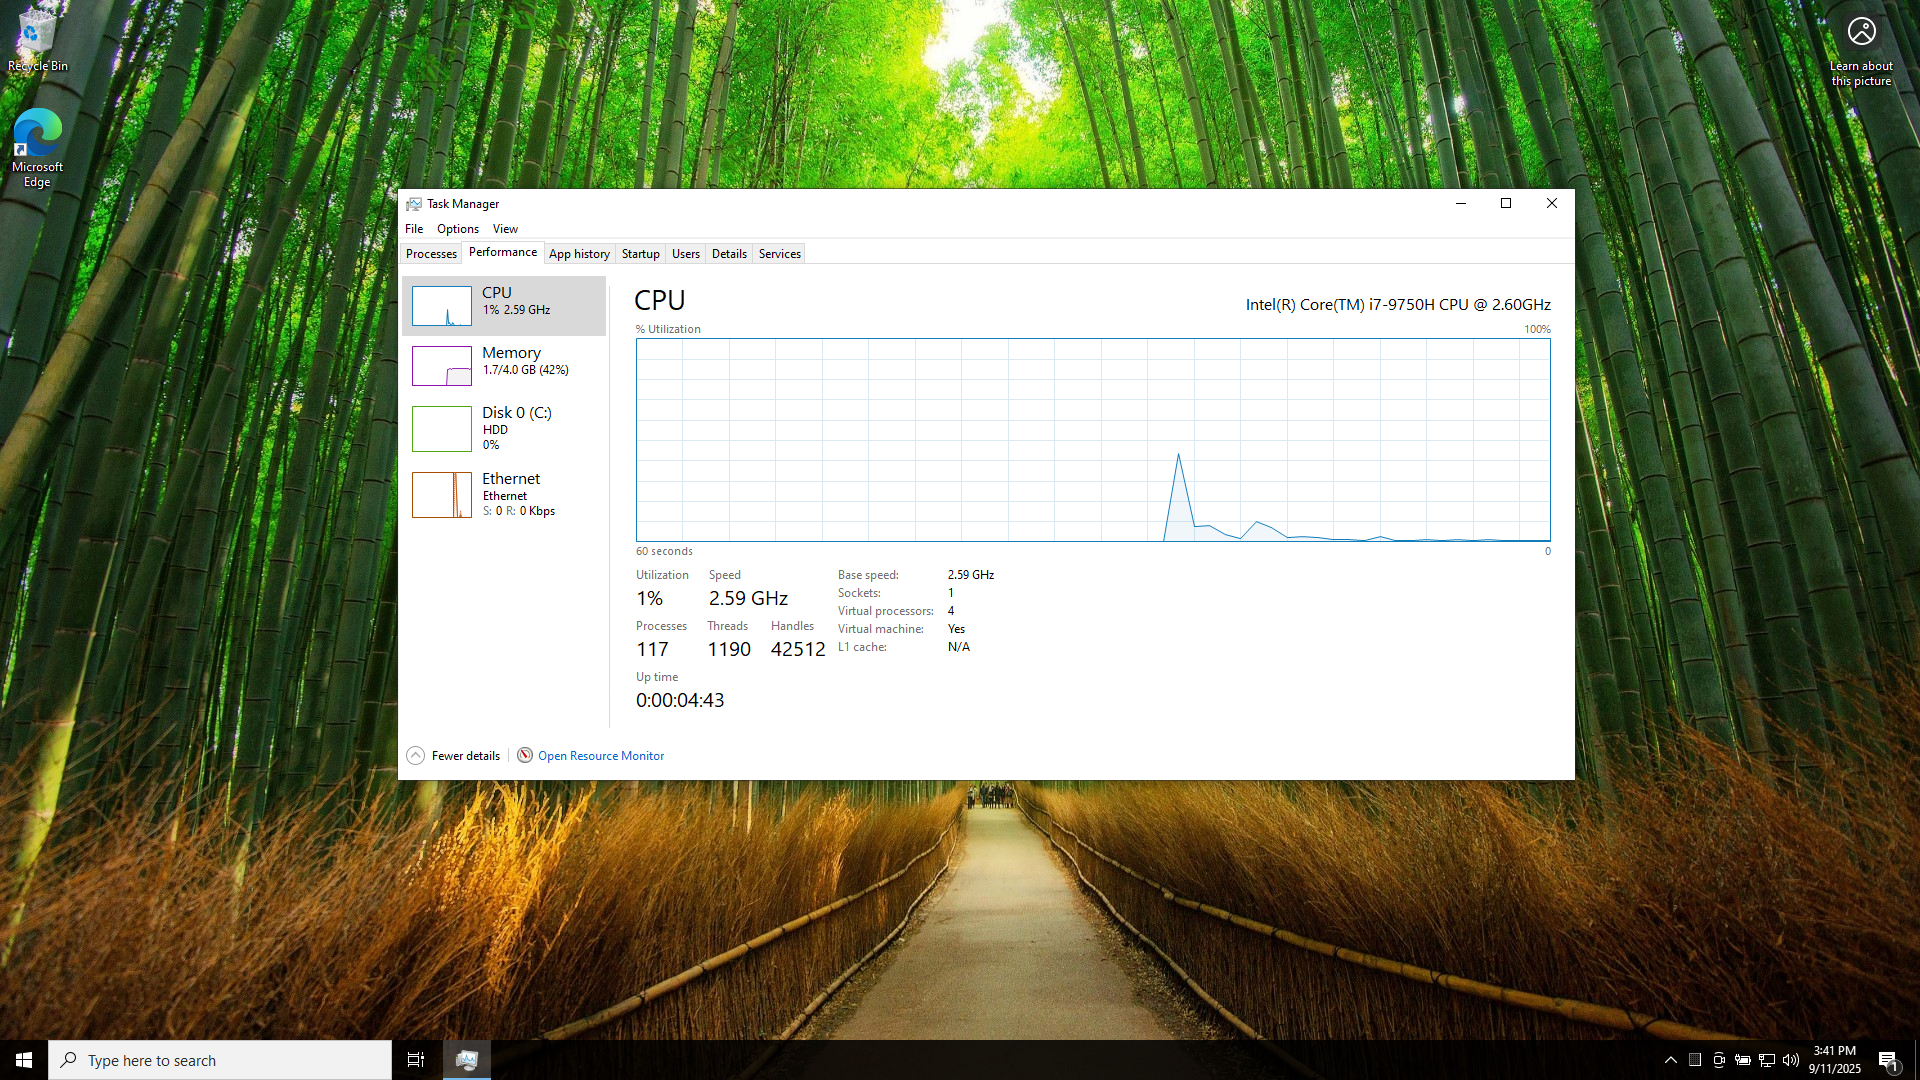 Recycle Bin
Microsoft
Edge
Learn about
this picture
Task Manager
File Options View
Processes Performance App history Startup Users Details Services
CPU
1% 2.59 GHz
Memory
1.7/4.0 GB (42%)
Disk 0 (C:)
HDD
0%
Ethernet
Ethernet
S: 0 R: 0 Kbps
CPU
Intel(R) Core(TM) i7-9750H CPU @ 2.60GHz
% Utilization 100%
60 seconds 0
Utilization Speed
1% 2.59 GHz
Processes Threads Handles
117 1190 42512
Up time
0:00:04:43
Base speed: 2.59 GHz
Sockets: 1
Virtual processors: 4
Virtual machine: Yes
L1 cache: N/A
Fewer details Open Resource Monitor
Type here to search
3:41 PM
9/11/2025
1